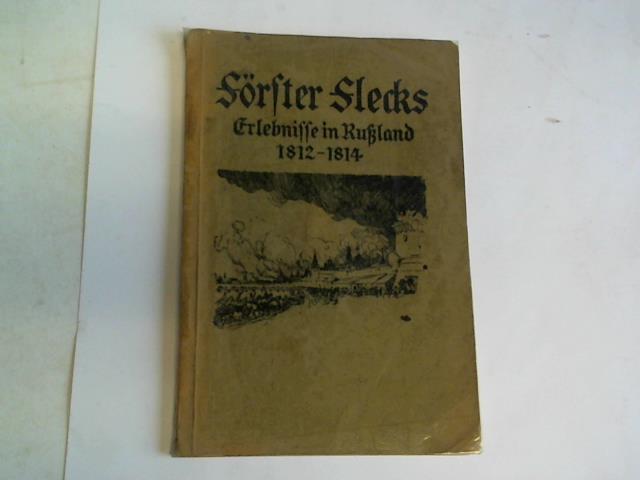 Förster Flecks
Erlebnisse in Rußland
1812-1814